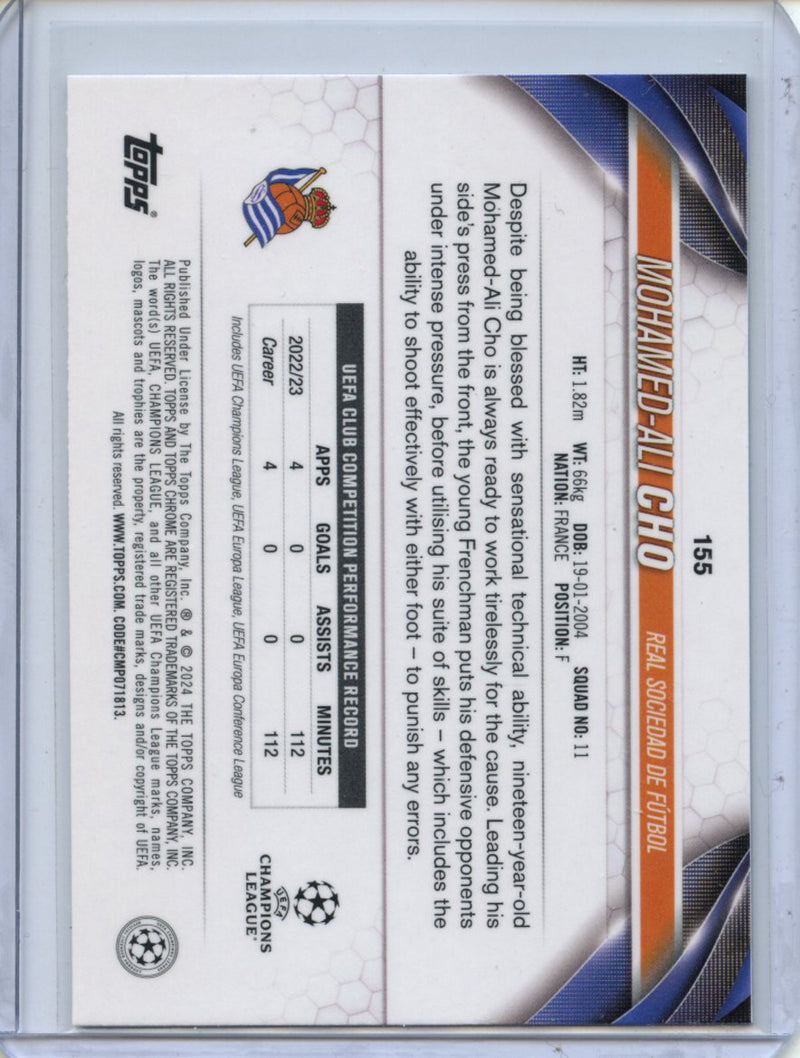 155
MOHAMED-ALI CHO REAL SOCIEDAD DE FÚTBOL
HT: 1.82m WT: 66kg DOB: 19-01-2004 SQUAD NO: 11
NATION: FRANCE POSITION: F
Despite being blessed with sensational technical ability, nineteen-year-old
Mohamed-Ali Cho is always ready to work tirelessly for the cause. Leading his
side's press from the front, the young Frenchman puts his defensive opponents
under intense pressure, before utilising his suite of skills – which includes the
ability to shoot effectively with either foot – to punish any errors.
UEFA CLUB COMPETITION PERFORMANCE RECORD
APPS GOALS ASSISTS MINUTES
2022/23 4 0 0 112
Career 4 0 0 112
Includes UEFA Champions League, UEFA Europa League, UEFA Europa Conference League
UEFA
CHAMPIONS
LEAGUE®
topps®
Published Under License by The Topps Company, Inc. ® & © 2024 THE TOPPS COMPANY, INC.
ALL RIGHTS RESERVED. TOPPS AND TOPPS CHROME ARE REGISTERED TRADEMARKS OF THE TOPPS COMPANY, INC.
The word(s) UEFA, CHAMPIONS LEAGUE, and all other UEFA Champions League marks, names,
logos, mascots and trophies are the property, registered trade marks, designs and/or copyright of UEFA.
All rights reserved. WWW.TOPPS.COM. CODE#CMP071813.